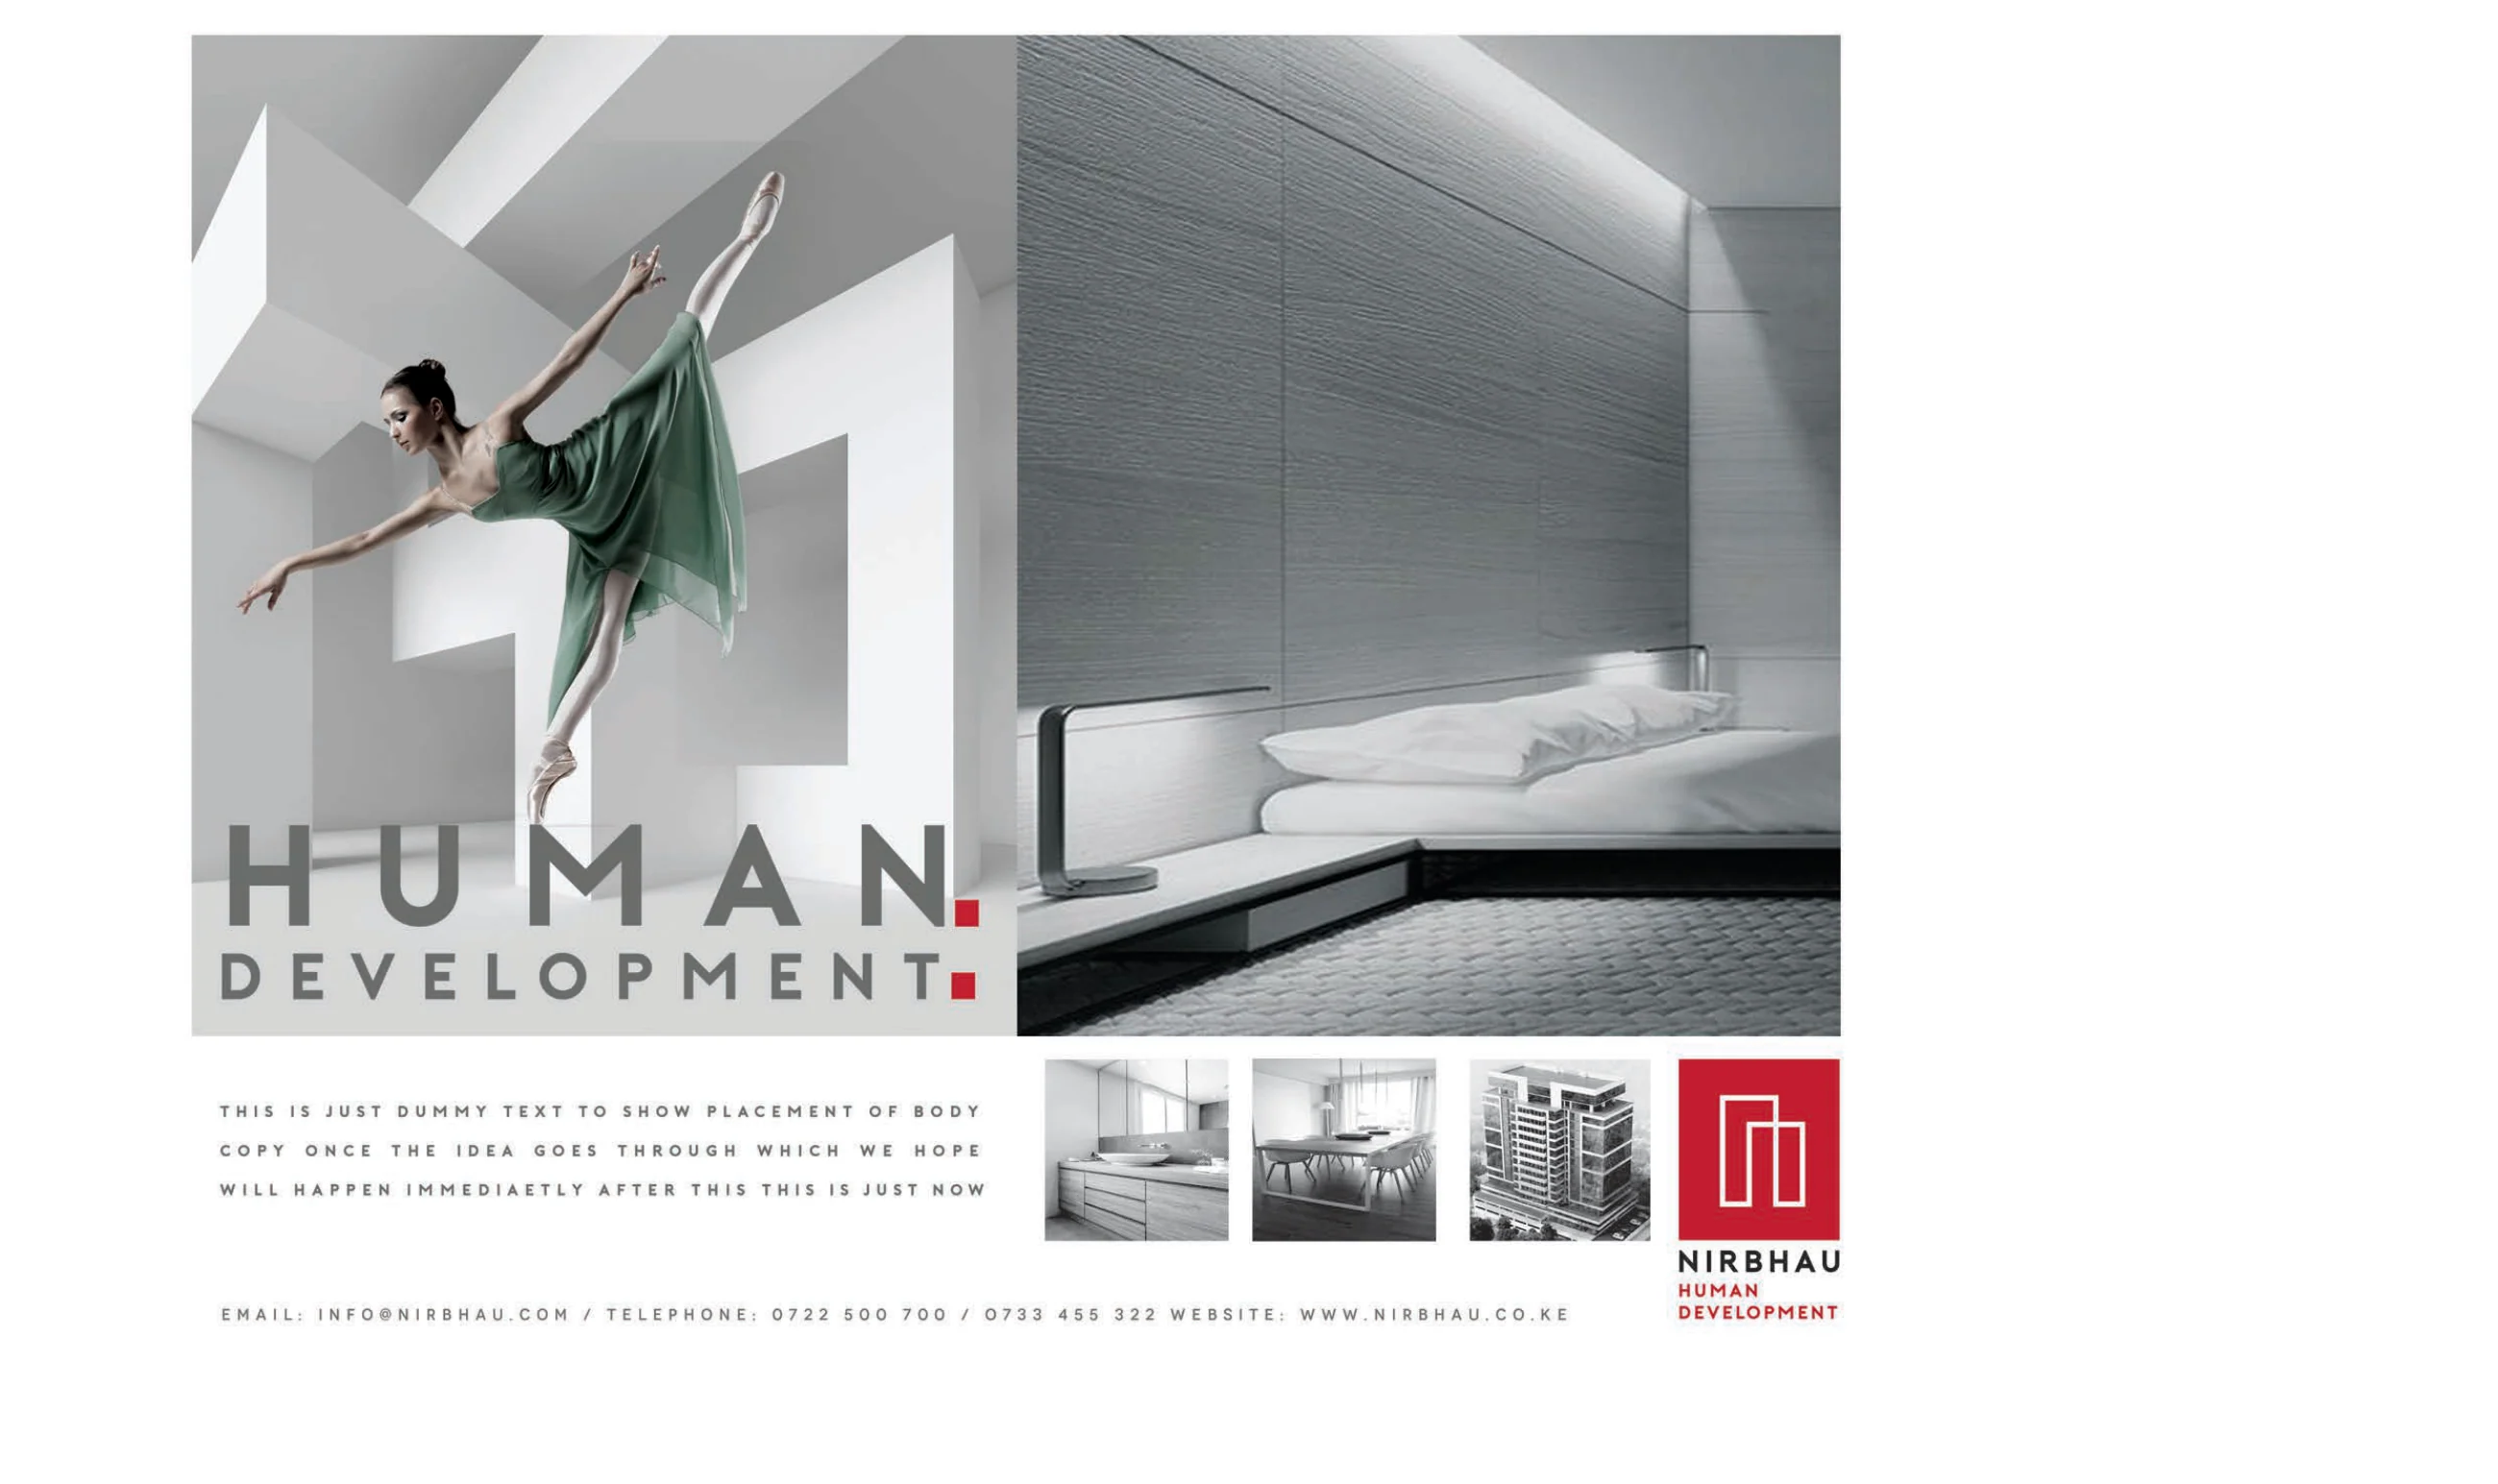 HUMAN.
DEVELOPMENT.
THIS IS JUST DUMMY TEXT TO SHOW PLACEMENT OF BODY
COPY ONCE THE IDEA GOES THROUGH WHICH WE HOPE
WILL HAPPEN IMMEDIAETLY AFTER THIS THIS IS JUST NOW
EMAIL: INFO@NIRBHAU.COM / TELEPHONE: 0722 500 700 / 0733 455 322 WEBSITE: WWW.NIRBHAU.CO.KE
NIRBHAU
HUMAN
DEVELOPMENT